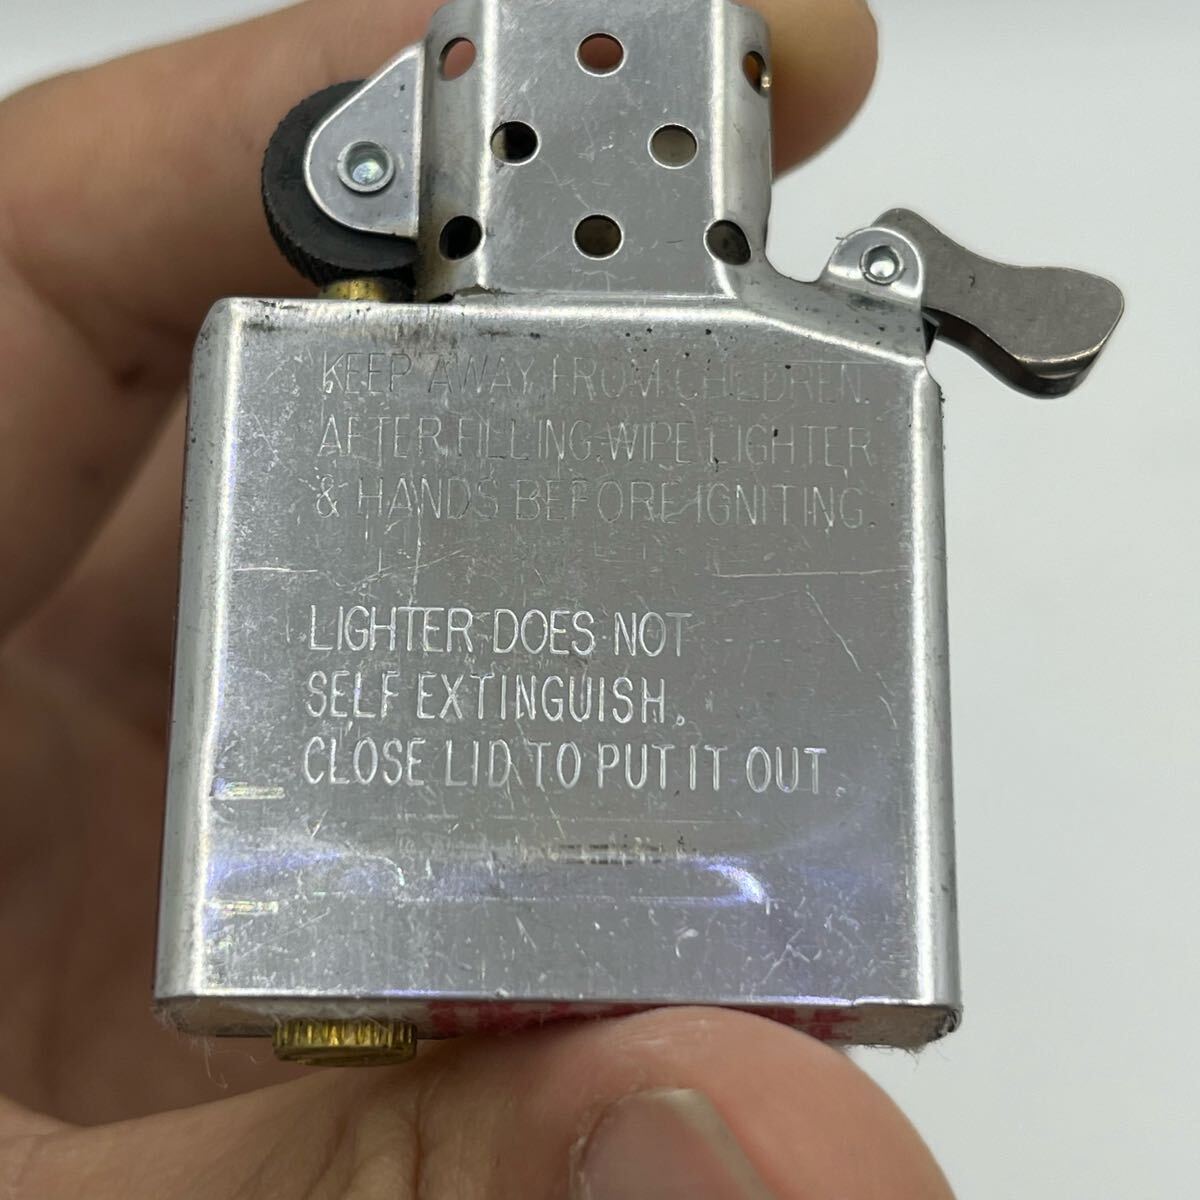 KEEP AWAY FROM CHILDREN.
AFTER FILLING WIPE LIGHTER
& HANDS BEFORE IGNITING.
LIGHTER DOES NOT
SELF EXTINGUISH.
CLOSE LID TO PUT IT OUT.